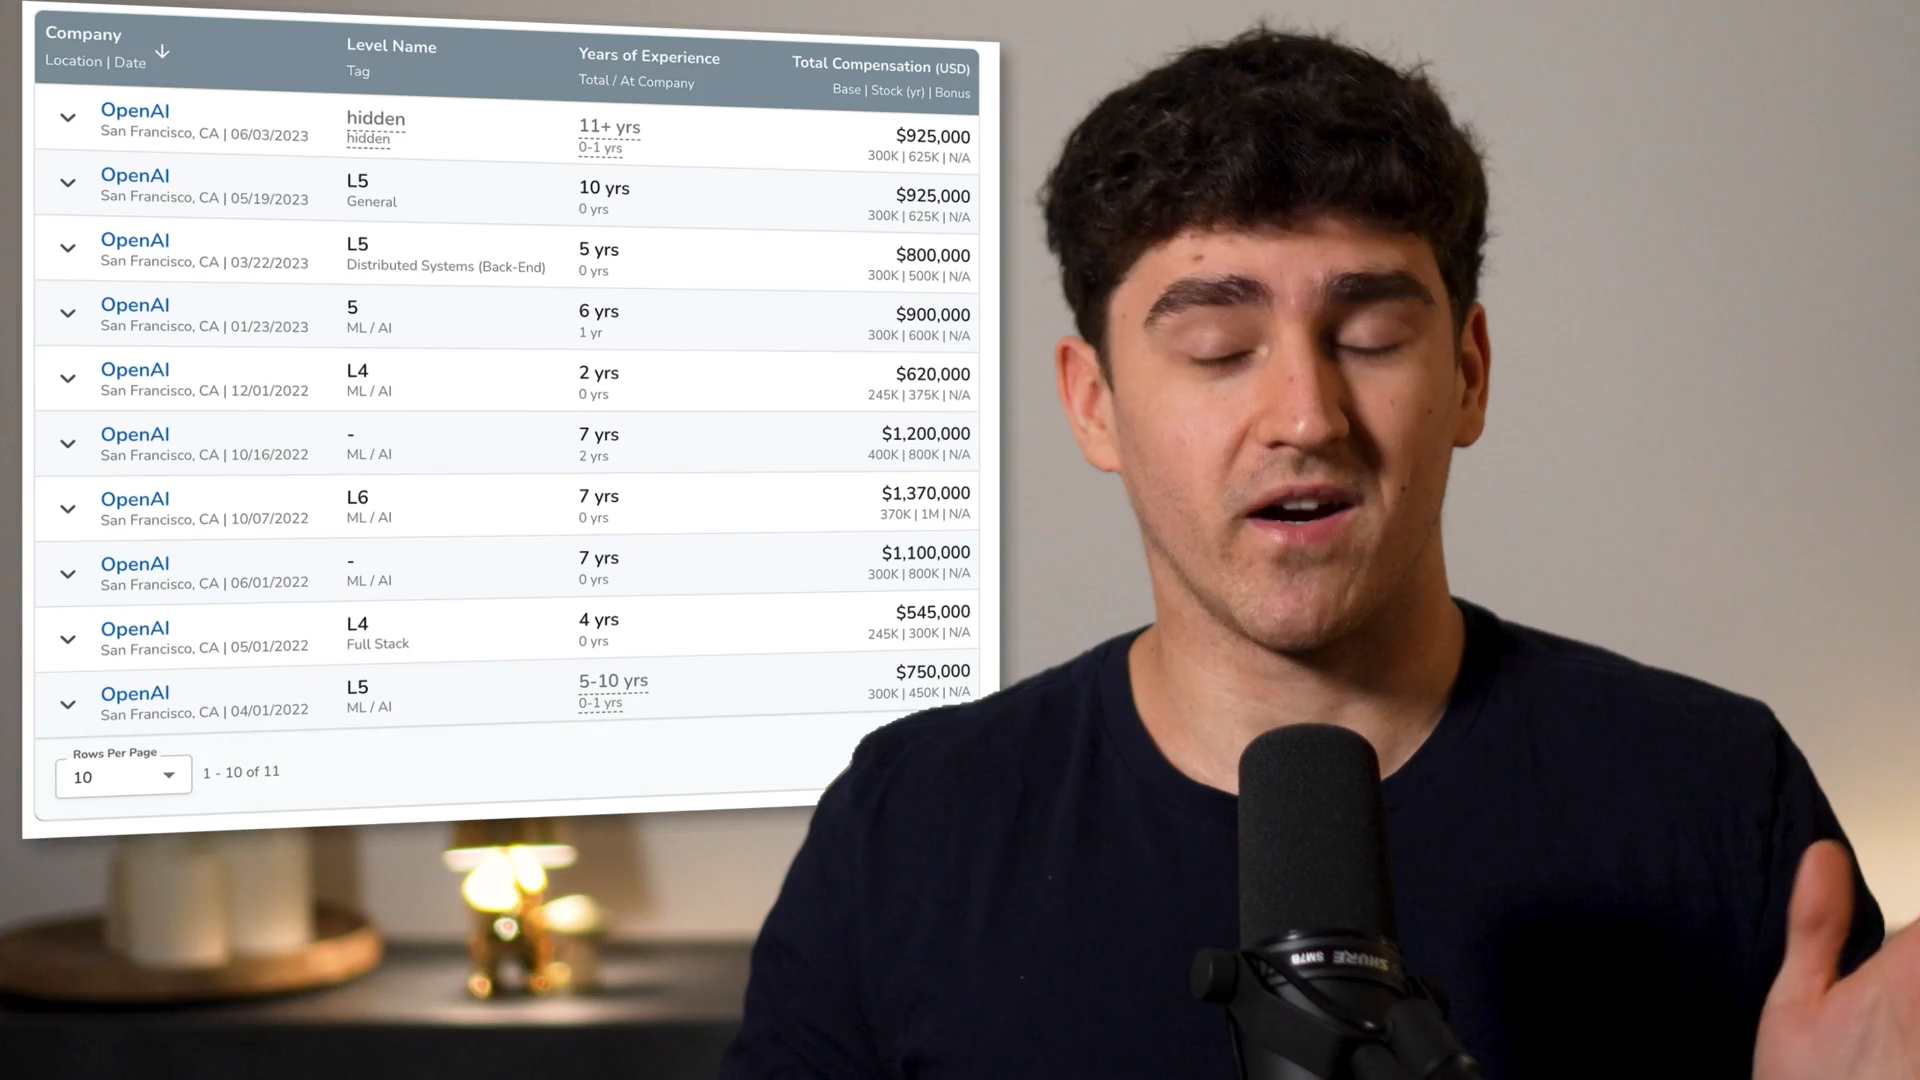 Company
Location | Date
Level Name
Tag
Years of Experience
Total / At Company
Total Compensation (USD)
Base | Stock (yr) | Bonus
OpenAI
San Francisco, CA | 06/03/2023
hidden
hidden
11+ yrs
0-1 yrs
$925,000
300K | 625K | N/A
OpenAI
San Francisco, CA | 05/19/2023
L5
General
10 yrs
0 yrs
$925,000
300K | 625K | N/A
OpenAI
San Francisco, CA | 03/22/2023
L5
Distributed Systems (Back-End)
5 yrs
0 yrs
$800,000
300K | 500K | N/A
OpenAI
San Francisco, CA | 01/23/2023
5
ML / AI
6 yrs
1 yr
$900,000
300K | 600K | N/A
OpenAI
San Francisco, CA | 12/01/2022
L4
ML / AI
2 yrs
0 yrs
$620,000
245K | 375K | N/A
OpenAI
San Francisco, CA | 10/16/2022
-
ML / AI
7 yrs
2 yrs
$1,200,000
400K | 800K | N/A
OpenAI
San Francisco, CA | 10/07/2022
L6
ML / AI
7 yrs
0 yrs
$1,370,000
370K | 1M | N/A
OpenAI
San Francisco, CA | 06/01/2022
-
ML / AI
7 yrs
0 yrs
$1,100,000
300K | 800K | N/A
OpenAI
San Francisco, CA | 05/01/2022
L4
Full Stack
4 yrs
0 yrs
$545,000
245K | 300K | N/A
OpenAI
San Francisco, CA | 04/01/2022
L5
ML / AI
5-10 yrs
0-1 yrs
$750,000
300K | 450K | N/A
Rows Per Page
10
1 - 10 of 11
SHURE SM7B